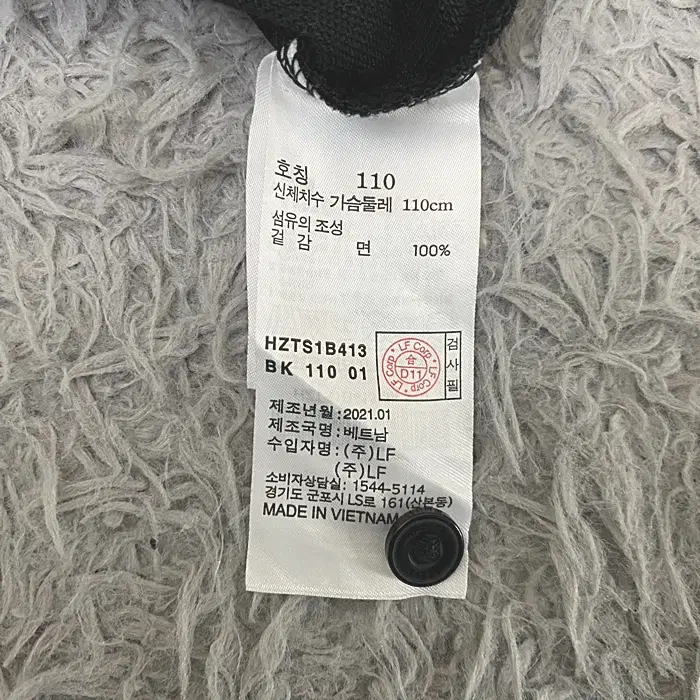 호칭 110
신체치수 가슴둘레 110cm
섬유의 조성
겉 감 면 100%
HZTS1B413
BK 110 01
LF Corp LF Corp LF Corp
合
D11
검사필
제조년월:2021.01
제조국명:베트남
수입자명:(주)LF
(주)LF
소비자상담실: 1544-5114
경기도 군포시 LS로 161(산본동)
MADE IN VIETNAM